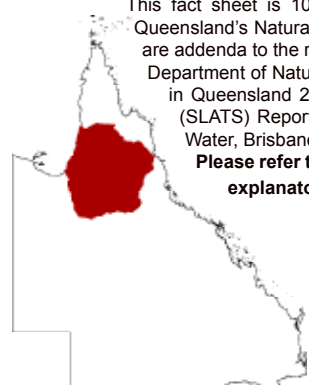 This fact sheet is 10
Queensland's Natura
are addenda to the r
Department of Natu
in Queensland 2
(SLATS) Repor
Water, Brisban
Please refer t
explanato